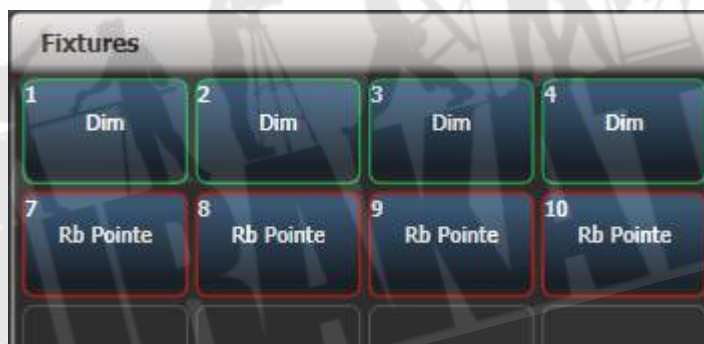 Fixtures
1 2 3 4
Dim Dim Dim Dim
7 8 9 10
Rb Pointe Rb Pointe Rb Pointe Rb Pointe